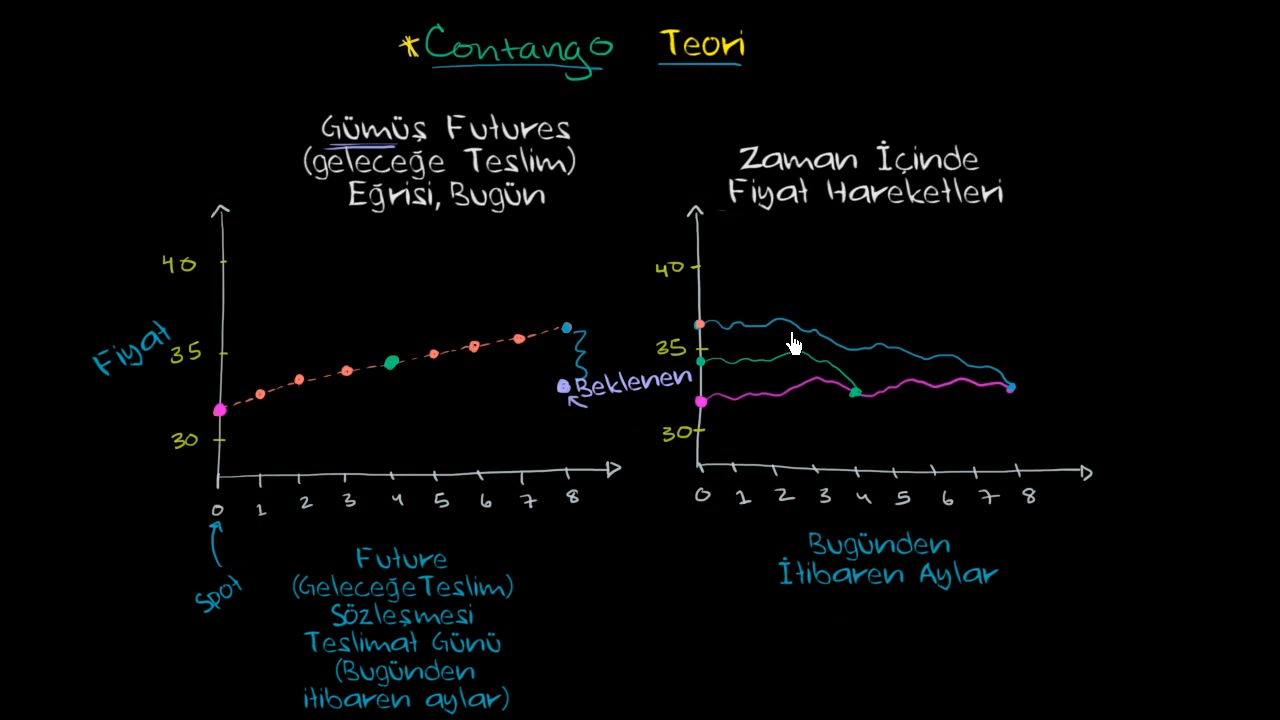 *Contango Teori
Gümüş Futures
(geleceğe Teslim)
Eğrisi, Bugün
Fiyat
40
35
30
Beklenen
0 1 2 3 4 5 6 7 8
Spot
Future
(Geleceğe Teslim)
Sözleşmesi
Teslimat Günü
(Bugünden
itibaren aylar)
Zaman İçinde
Fiyat Hareketleri
40
35
30
0 1 2 3 4 5 6 7 8
Bugünden
İtibaren Aylar